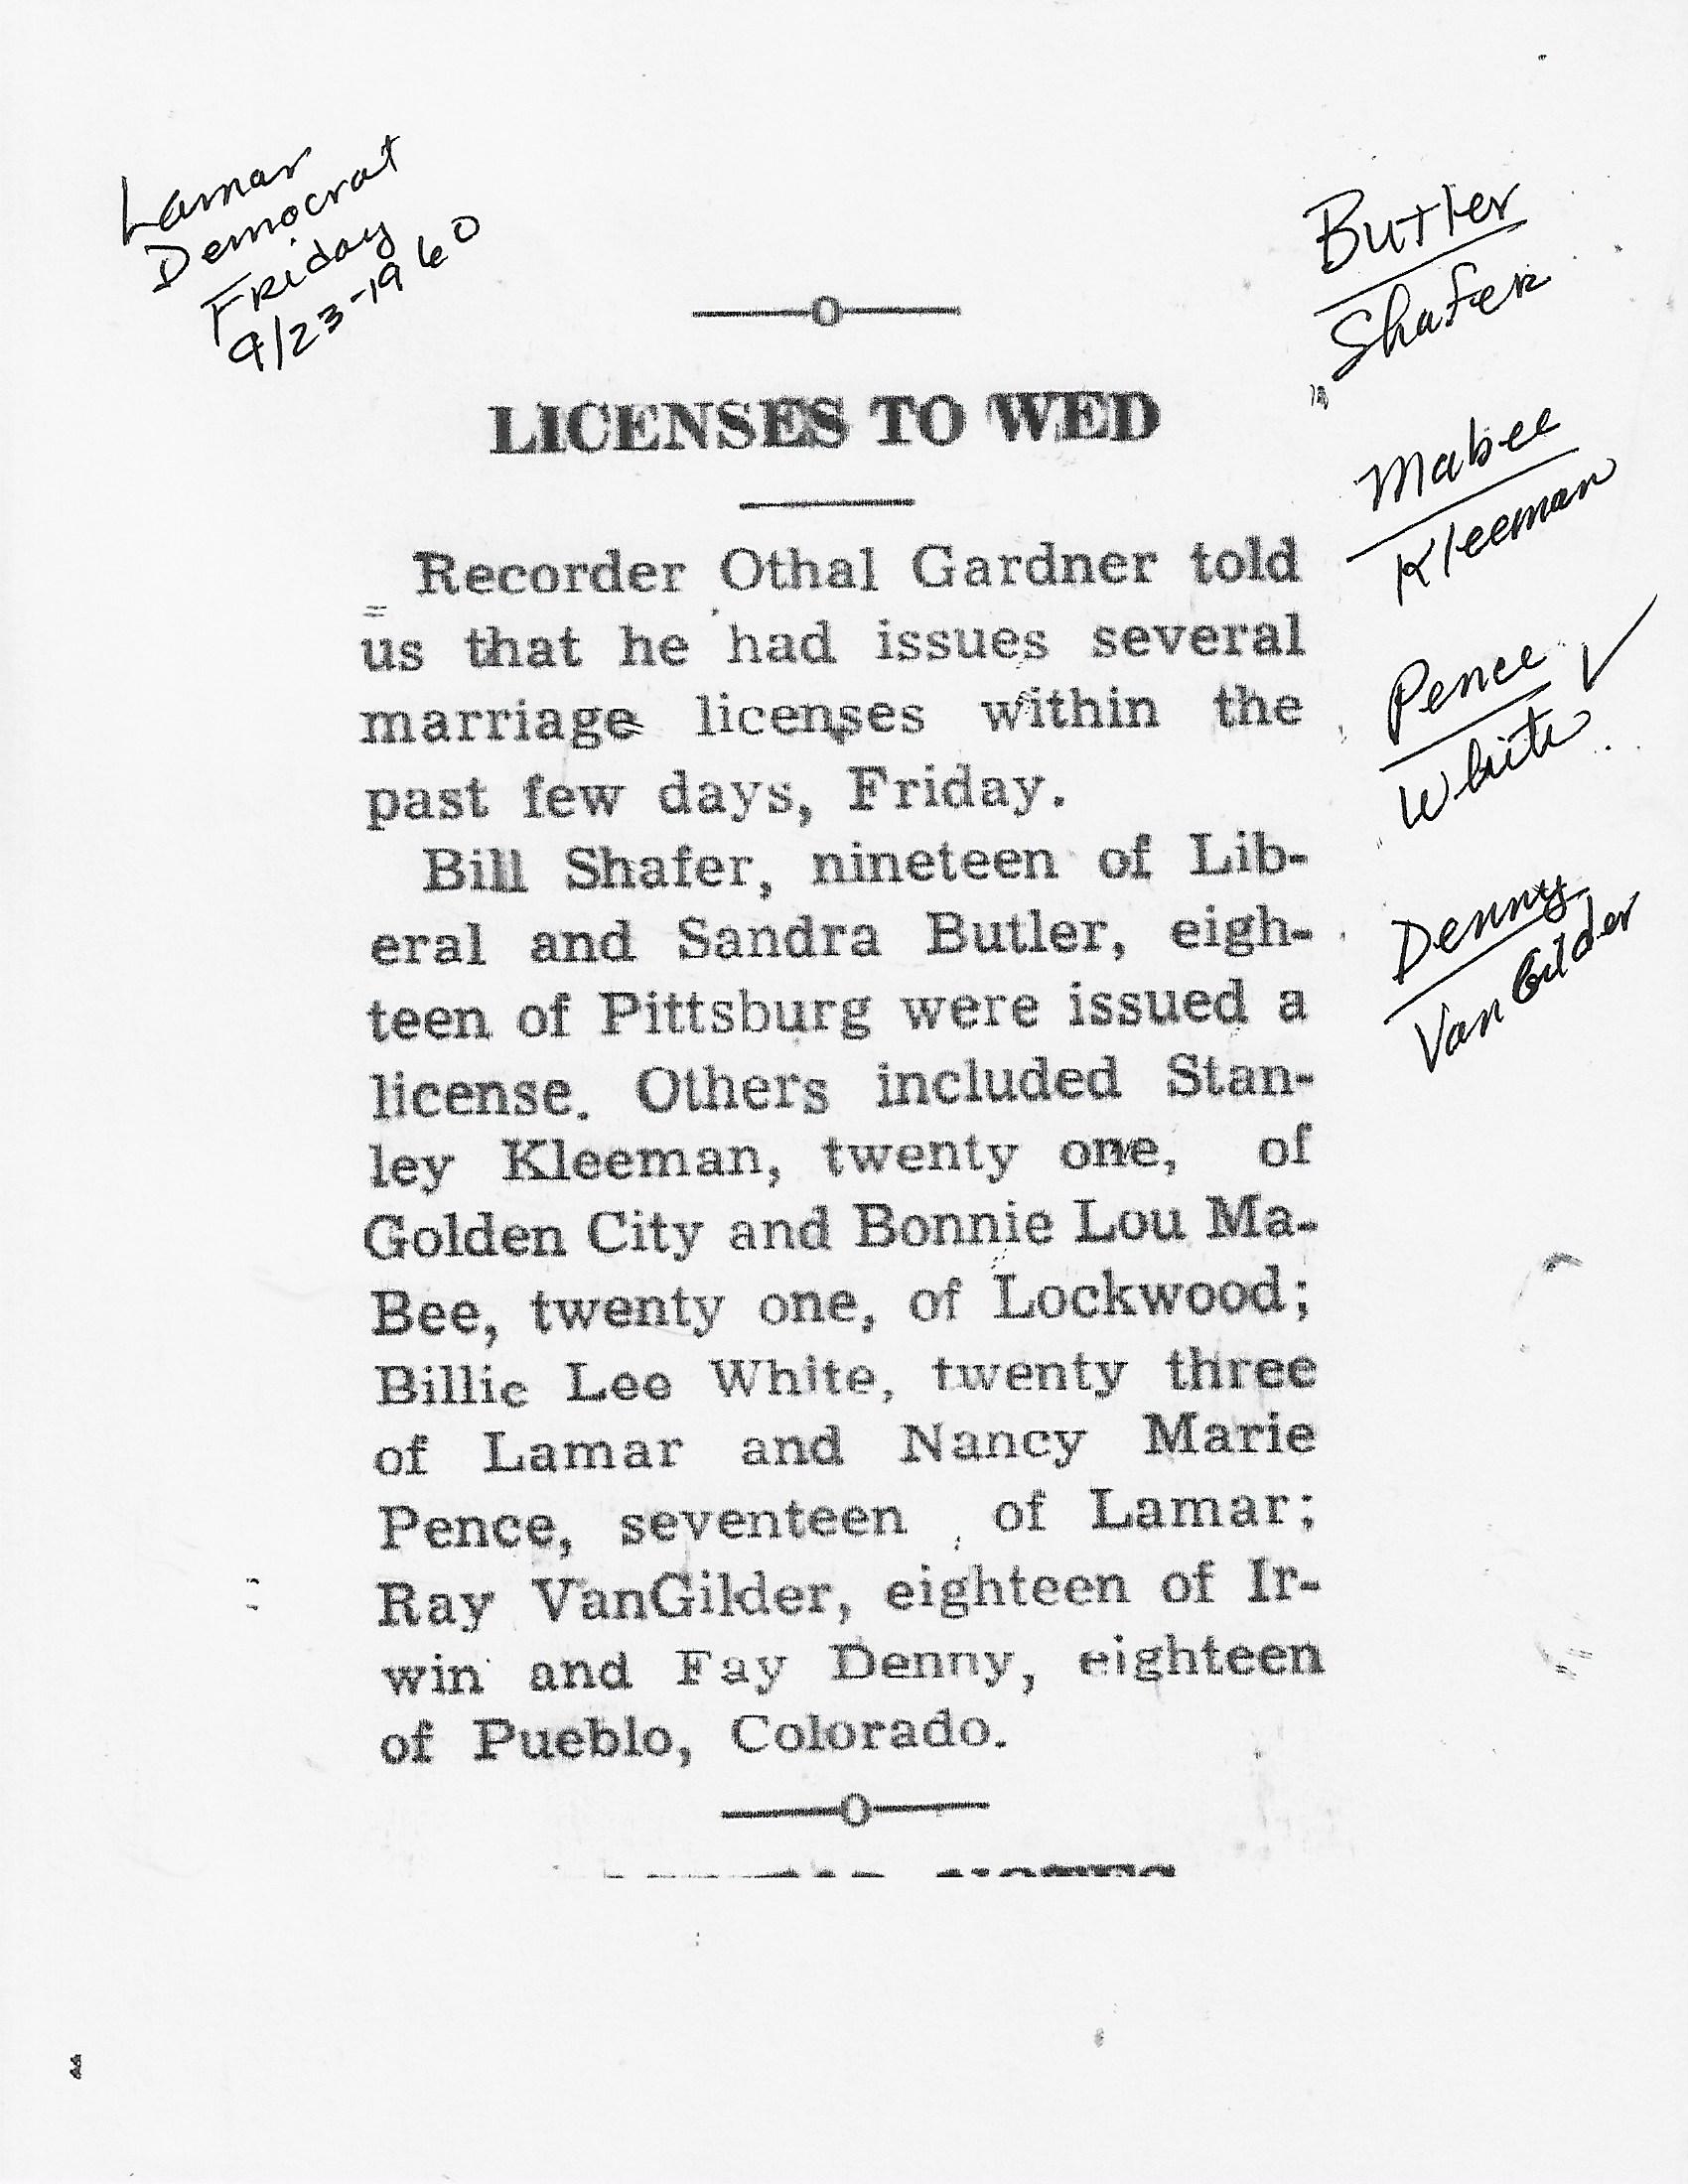 Lamar
Democrat
Friday
9/23-1960
Butler
Shafer
Mabee
Kleeman
Pence ✓
White
Denny
VanGilder
LICENSES TO WED
Recorder Othal Gardner told
us that he had issues several
marriage licenses within the
past few days, Friday.
Bill Shafer, nineteen of Lib-
eral and Sandra Butler, eigh-
teen of Pittsburg were issued a
license. Others included Stan-
ley Kleeman, twenty one, of
Golden City and Bonnie Lou Ma-
Bee, twenty one, of Lockwood;
Billie Lee White, twenty three
of Lamar and Nancy Marie
Pence, seventeen of Lamar;
Ray VanGilder, eighteen of Ir-
win and Fay Denny, eighteen
of Pueblo, Colorado.